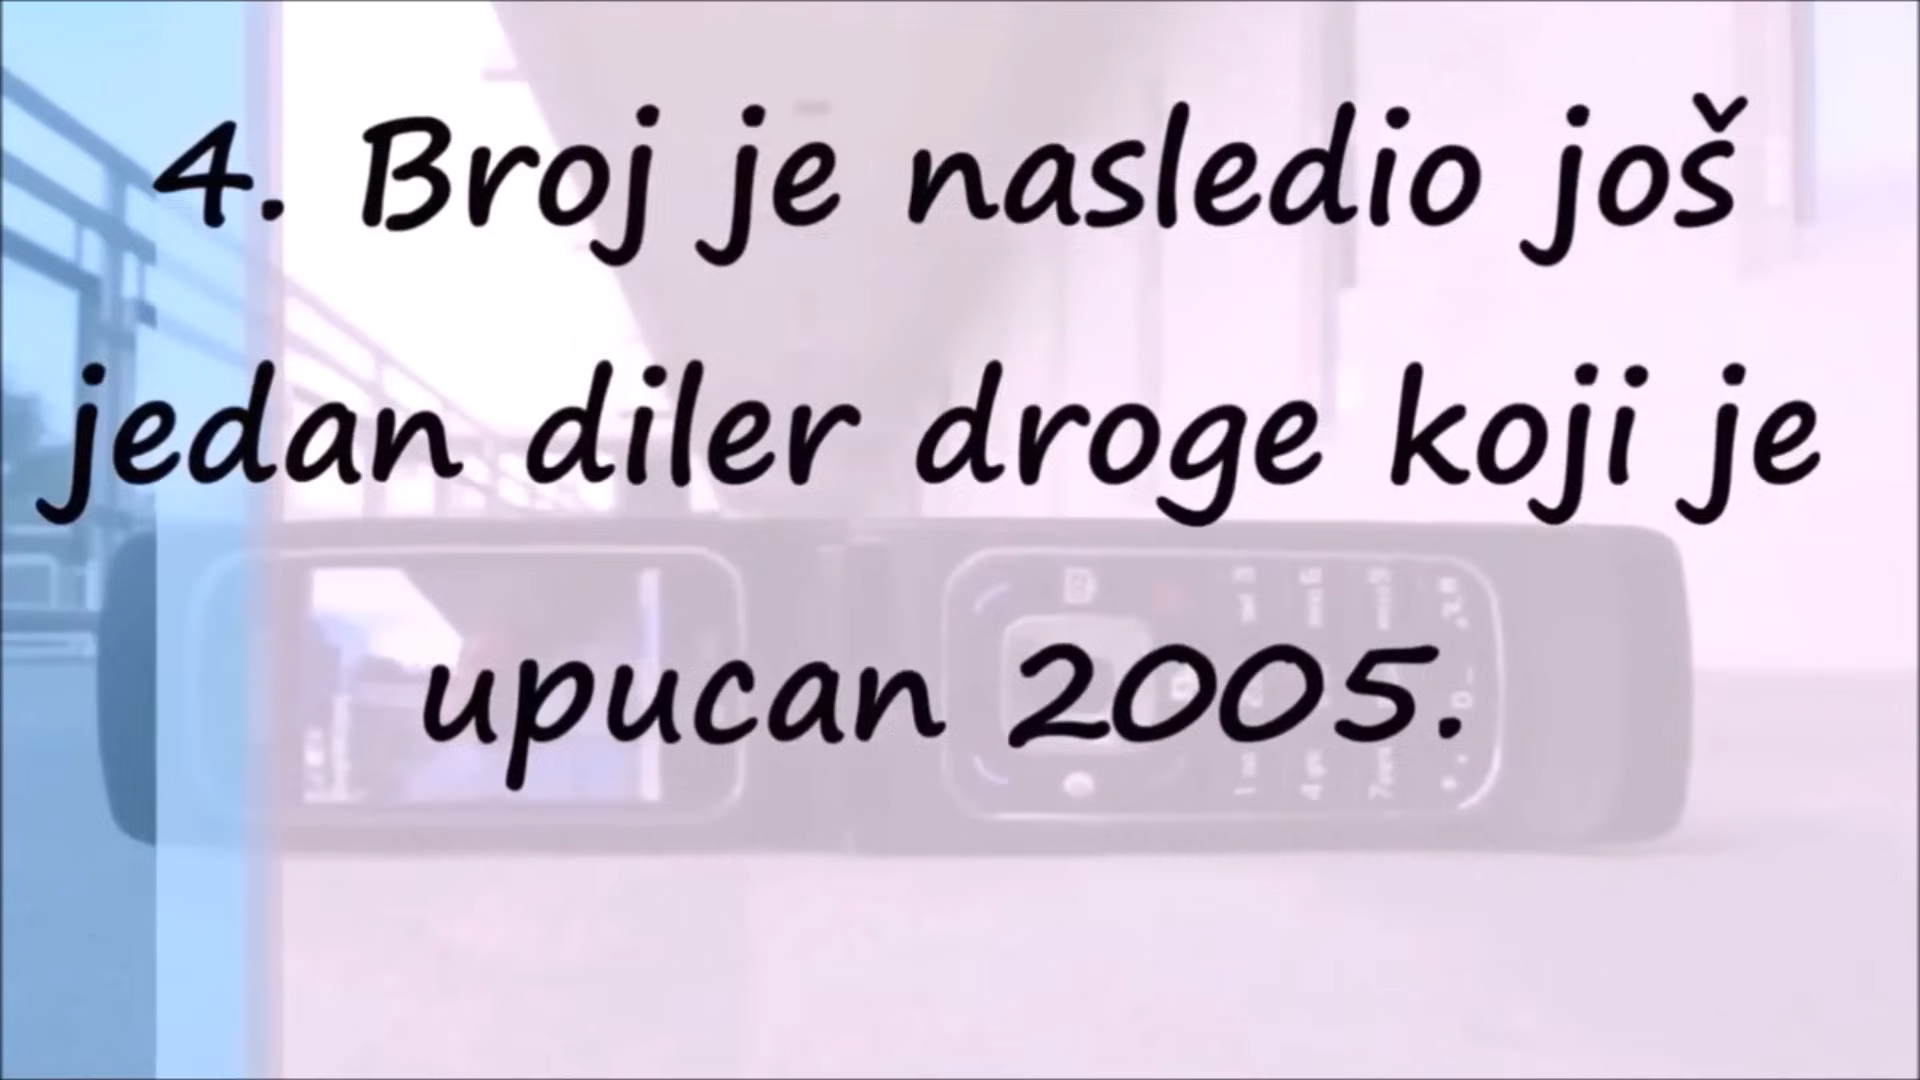 4. Broj je nasledio još
jedan diler droge koji je
upucan 2005.